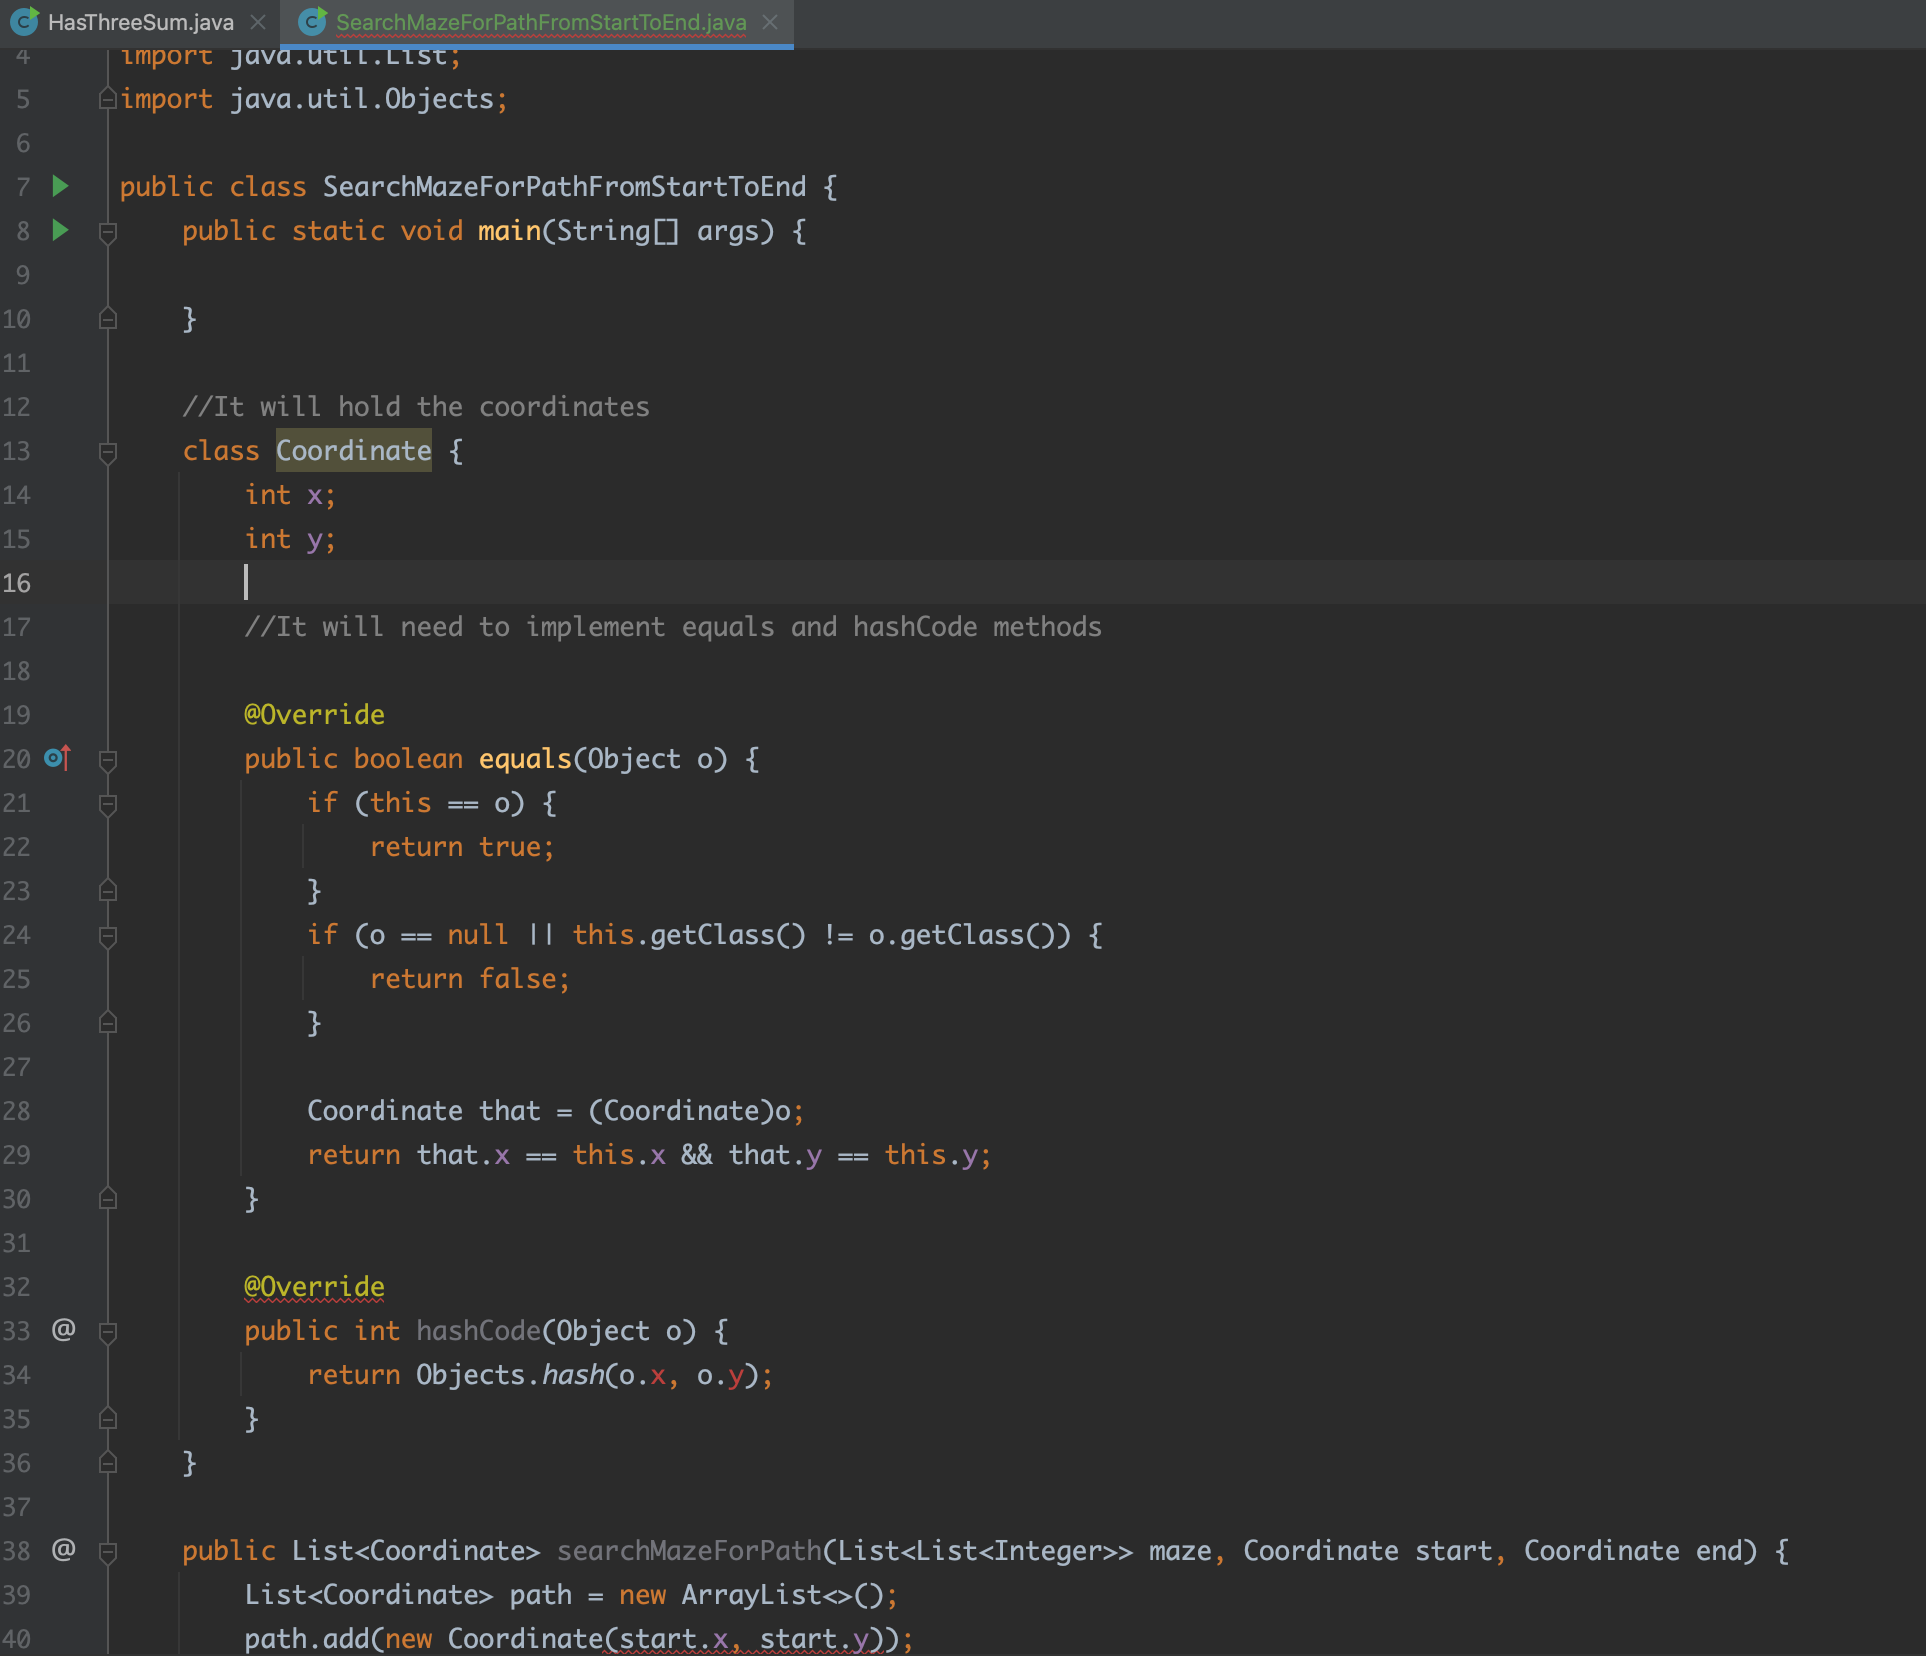 HasThreeSum.java
SearchMazeForPathFromStartToEnd.java
4 import java.util.List;
5 import java.util.Objects;
6
7 public class SearchMazeForPathFromStartToEnd {
8 public static void main(String[] args) {
9
10 }
11
12 //It will hold the coordinates
13 class Coordinate {
14 int x;
15 int y;
16
17 //It will need to implement equals and hashCode methods
18
19 @Override
20 public boolean equals(Object o) {
21 if (this == o) {
22 return true;
23 }
24 if (o == null || this.getClass() != o.getClass()) {
25 return false;
26 }
27
28 Coordinate that = (Coordinate)o;
29 return that.x == this.x && that.y == this.y;
30 }
31
32 @Override
33 @ public int hashCode(Object o) {
34 return Objects.hash(o.x, o.y);
35 }
36 }
37
38 @ public List<Coordinate> searchMazeForPath(List<List<Integer>> maze, Coordinate start, Coordinate end) {
39 List<Coordinate> path = new ArrayList<>();
40 path.add(new Coordinate(start.x, start.y));